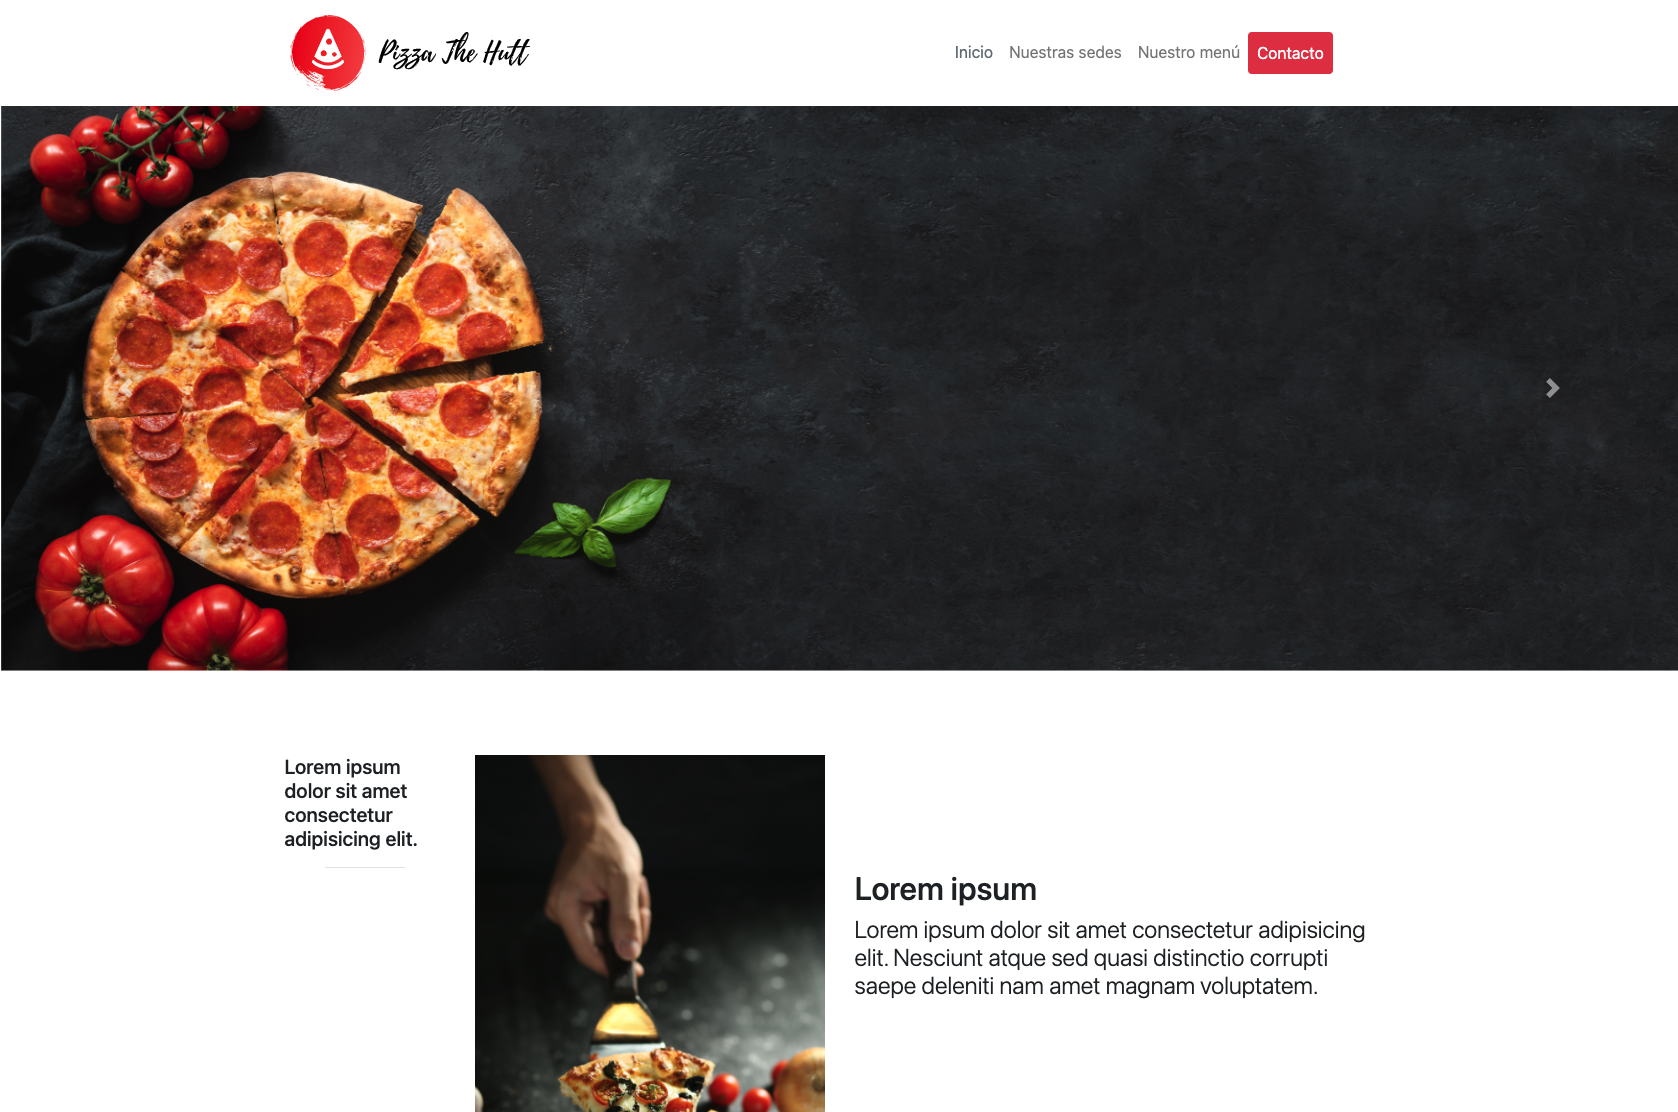 Pizza The Hutt
Inicio Nuestras sedes Nuestro menú Contacto
Lorem ipsum
dolor sit amet
consectetur
adipisicing elit.
Lorem ipsum
Lorem ipsum dolor sit amet consectetur adipisicing
elit. Nesciunt atque sed quasi distinctio corrupti
saepe deleniti nam amet magnam voluptatem.